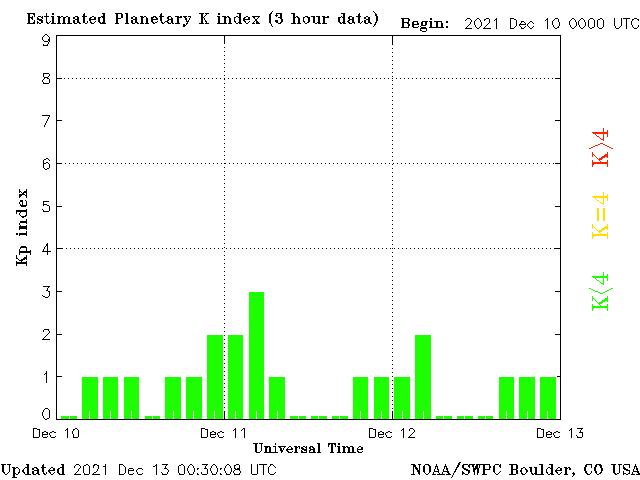 Estimated Planetary K index (3 hour data) Begin: 2021 Dec 10 0000 UTC
9
8
7
6
5
4
3
2
1
0
Kp index
K>4
K=4
K<4
Dec 10 Dec 11 Dec 12 Dec 13
Universal Time
Updated 2021 Dec 13 00:30:08 UTC NOAA/SWPC Boulder, CO USA